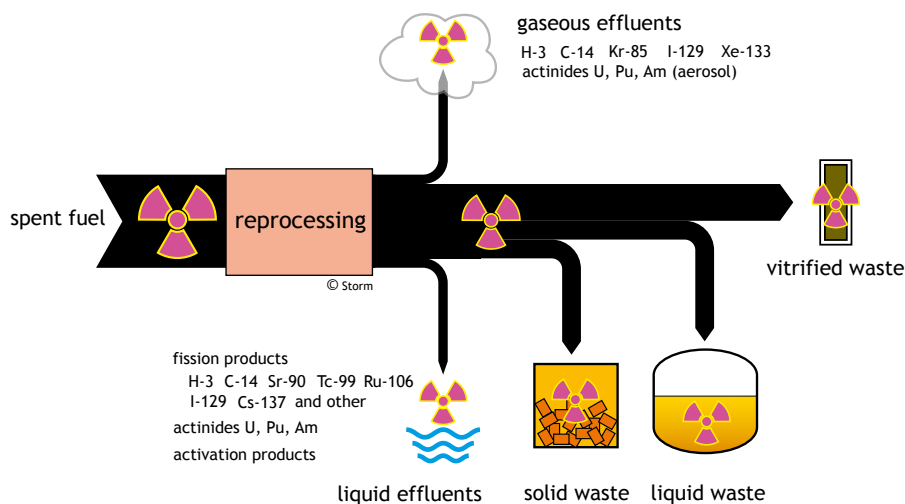 gaseous effluents
H-3 C-14 Kr-85 I-129 Xe-133
actinides U, Pu, Am (aerosol)
spent fuel
reprocessing
vitrified waste
© Storm
fission products
H-3 C-14 Sr-90 Tc-99 Ru-106
I-129 Cs-137 and other
actinides U, Pu, Am
activation products
liquid effluents
solid waste
liquid waste